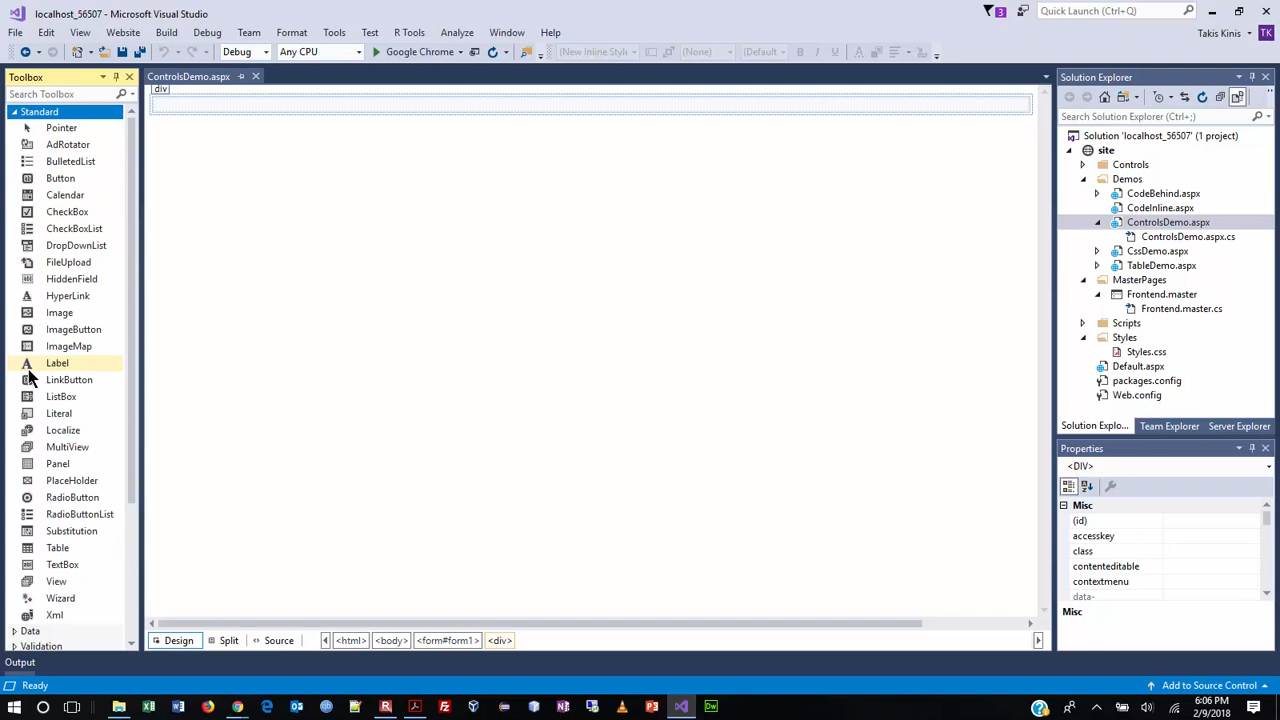 localhost_56507 - Microsoft Visual Studio
3
Quick Launch (Ctrl+Q)
File Edit View Website Build Debug Team Format Table Tools Test R Tools Analyze Window Help
Takis Kinis TK
Debug Any CPU Google Chrome (New Inline Style) (None) (Default) B I U
Toolbox
Search Toolbox
Standard
Pointer
AdRotator
BulletedList
Button
Calendar
CheckBox
CheckBoxList
DropDownList
FileUpload
HiddenField
HyperLink
Image
ImageButton
ImageMap
Label
LinkButton
ListBox
Literal
Localize
MultiView
Panel
PlaceHolder
RadioButton
RadioButtonList
Substitution
Table
TextBox
View
Wizard
Xml
Data
Validation
ControlsDemo.aspx
div
Design Split Source <html> <body> <form#form1> <div>
Solution Explorer
Search Solution Explorer (Ctrl+;)
Solution 'localhost_56507' (1 project)
site
Controls
Demos
CodeBehind.aspx
CodeInline.aspx
ControlsDemo.aspx
ControlsDemo.aspx.cs
CssDemo.aspx
TableDemo.aspx
MasterPages
Frontend.master
Frontend.master.cs
Scripts
Styles
Styles.css
Default.aspx
packages.config
Web.config
Solution Explo... Team Explorer Server Explorer
Properties
<DIV>
Misc
(id)
accesskey
class
contenteditable
contextmenu
data-
Misc
Output
Ready
Add to Source Control
6:06 PM
2/9/2018